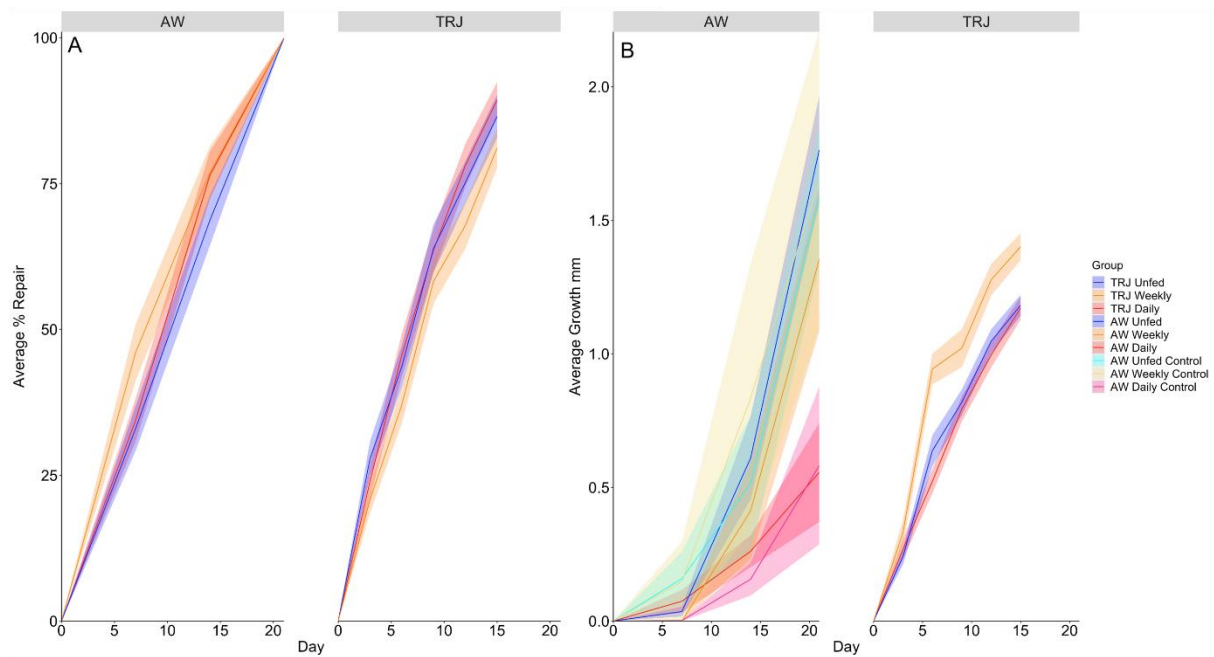 AW
TRJ
AW
TRJ
A
B
Average % Repair
100
75
50
25
0
0 5 10 15 20
0 5 10 15 20
Day
Average Growth mm
2.0
1.5
1.0
0.5
0.0
0 5 10 15 20
0 5 10 15 20
Day
Group
TRJ Unfed
TRJ Weekly
TRJ Daily
AW Unfed
AW Weekly
AW Daily
AW Unfed Control
AW Weekly Control
AW Daily Control